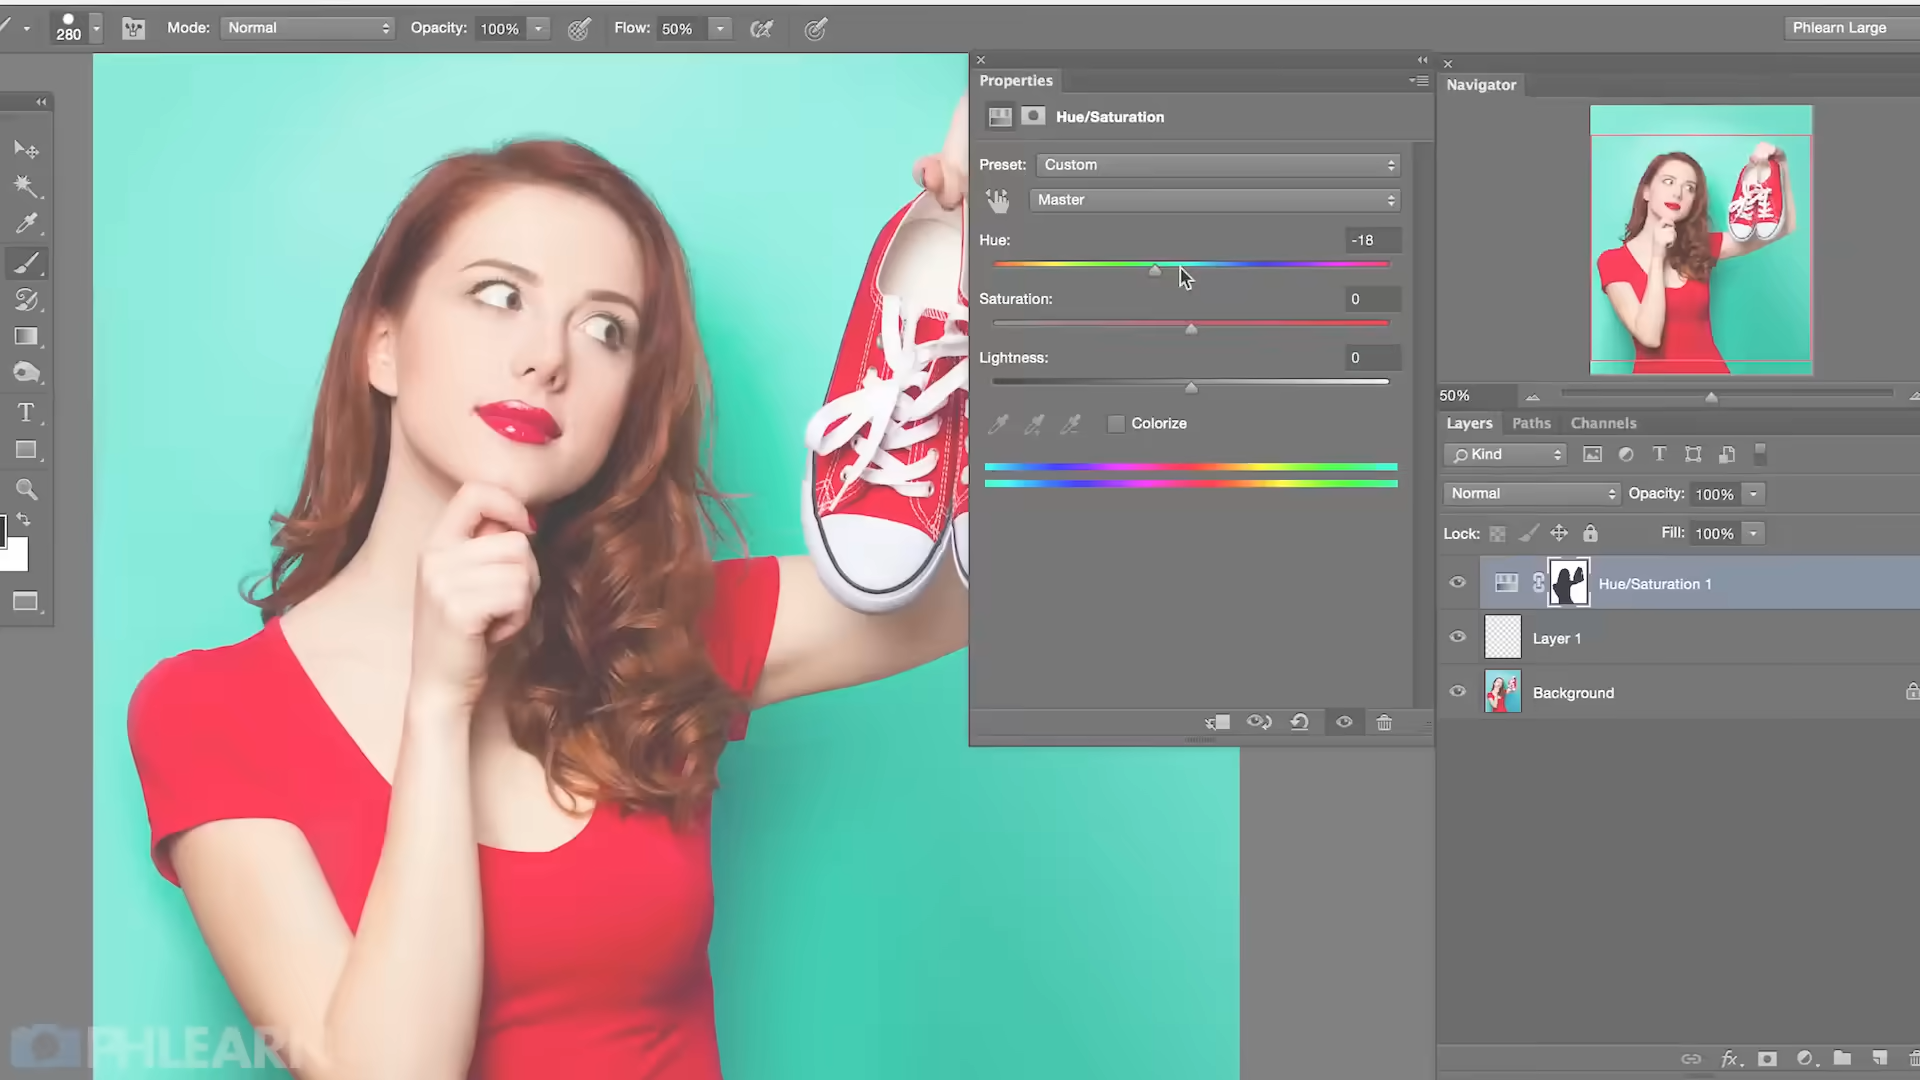 280
Mode: Normal
Opacity: 100%
Flow: 50%
Phlearn Large
Properties
Hue/Saturation
Preset: Custom
Master
Hue: -18
Saturation: 0
Lightness: 0
Colorize
Navigator
50%
Layers Paths Channels
Kind
Normal
Opacity: 100%
Lock:
Fill: 100%
Hue/Saturation 1
Layer 1
Background
fx
PHLEARN